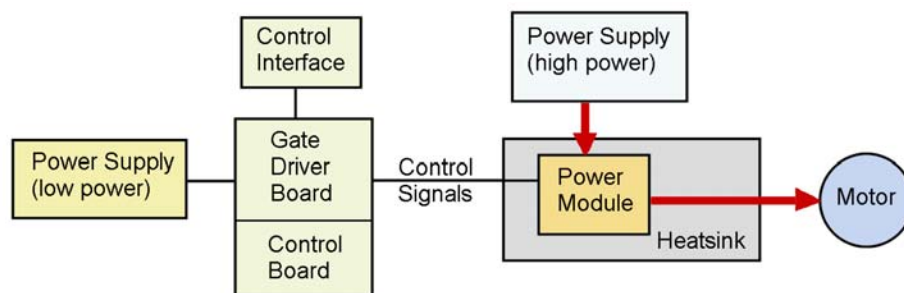 Control
Interface
Power Supply
(high power)
Power Supply
(low power)
Gate
Driver
Board
Control
Board
Control
Signals
Power
Module
Heatsink
Motor